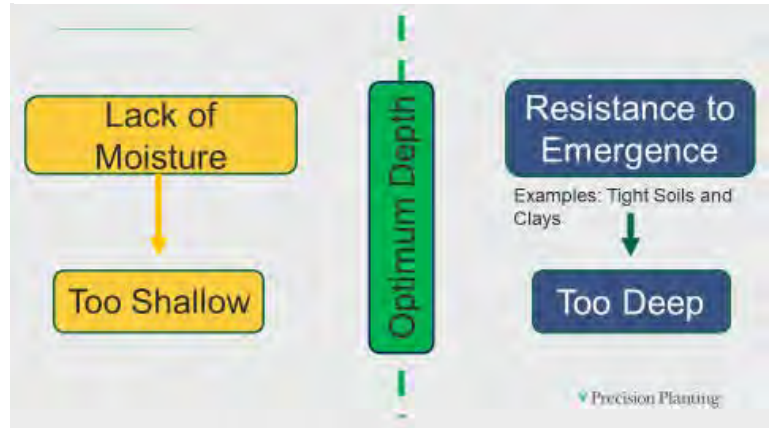 Lack of
Moisture
Too Shallow
Optimum Depth
Resistance to
Emergence
Examples: Tight Soils and
Clays
Too Deep
Precision Planting